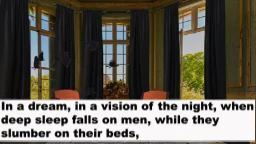 In a dream, in a vision of the night, when
deep sleep falls on men, while they
slumber on their beds,